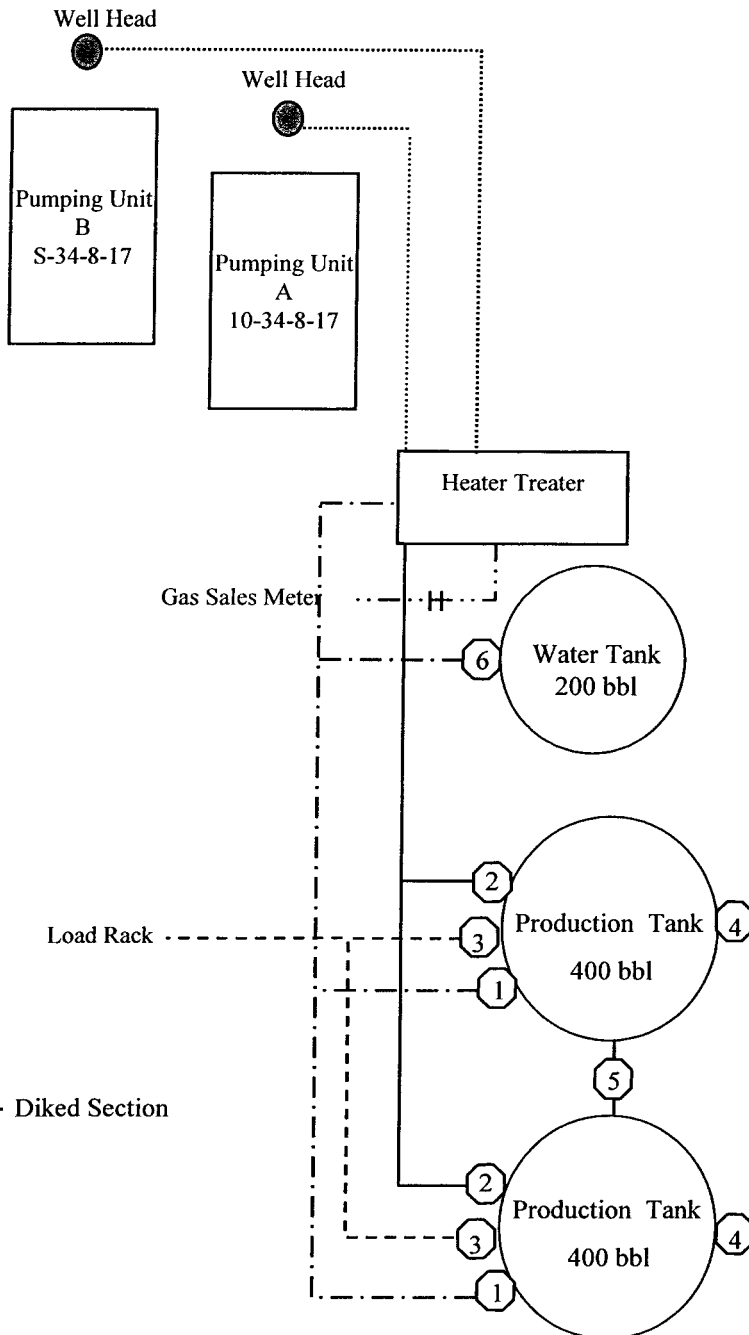 Well Head
Well Head
Pumping Unit
B
S-34-8-17
Pumping Unit
A
10-34-8-17
Heater Treater
Gas Sales Meter
6
Water Tank
200 bbl
2
Load Rack
3
Production Tank
400 bbl
4
1
5
Diked Section
2
3
Production Tank
400 bbl
4
1